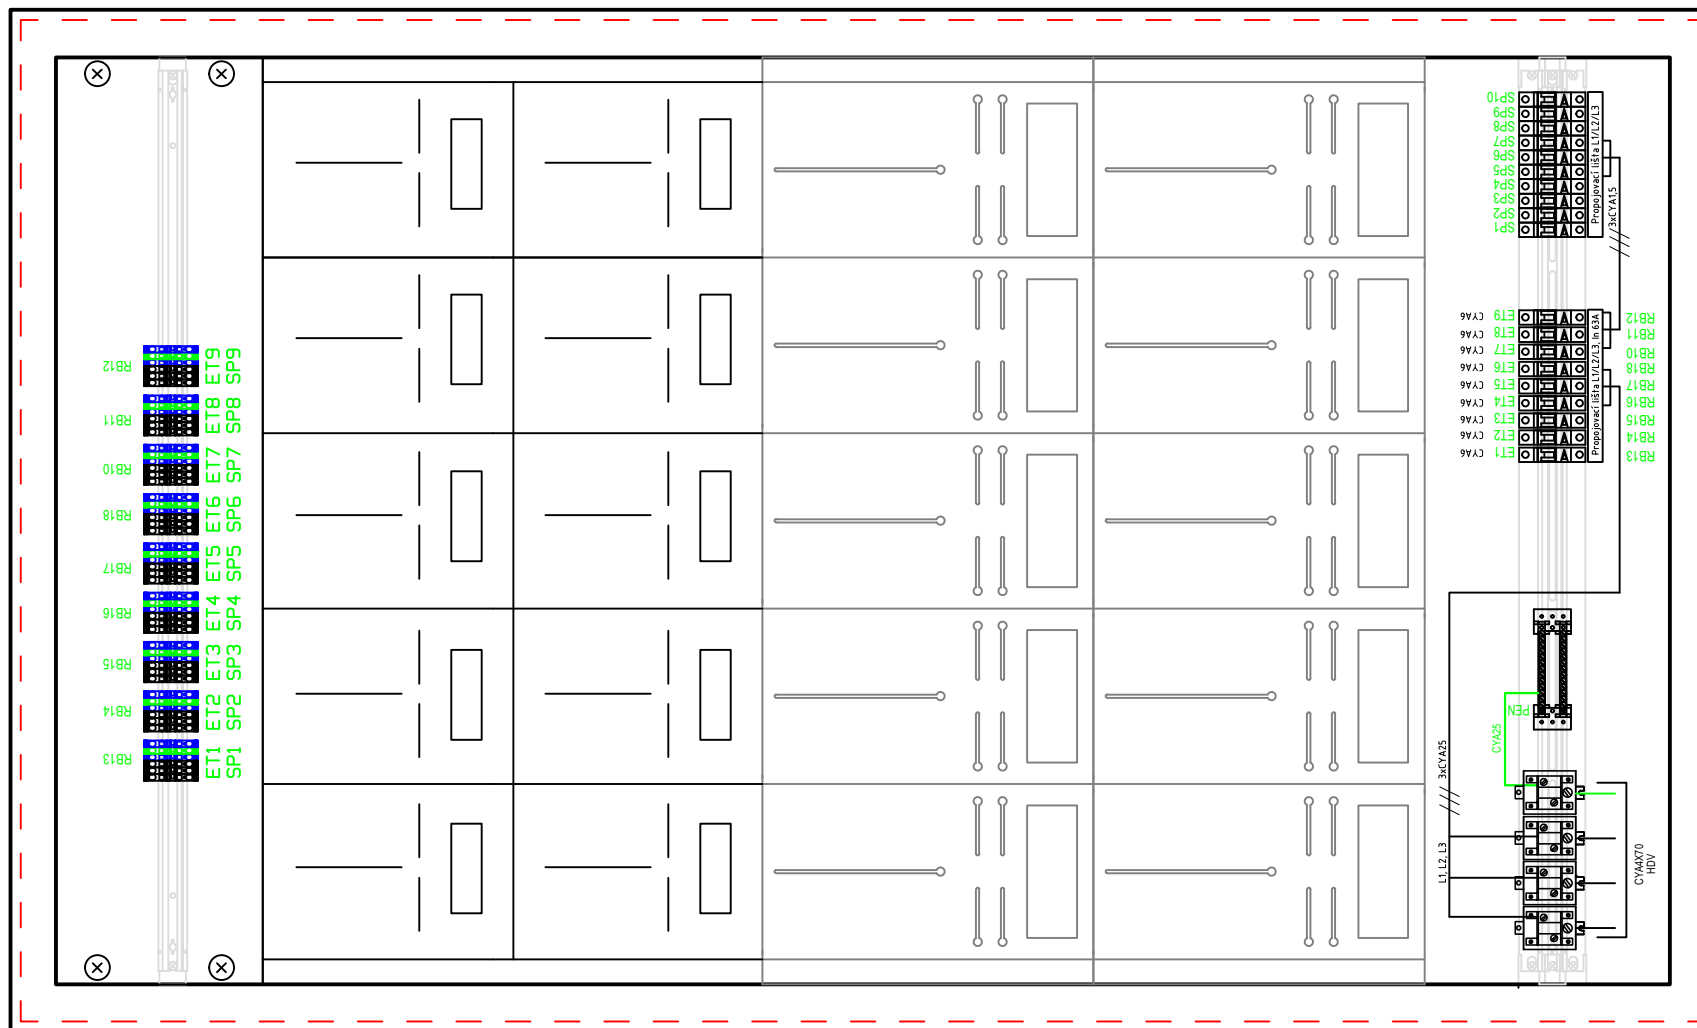 RB12
ET9
SP9
RB11
ET8
SP8
RB10
ET7
SP7
RB18
ET6
SP6
RB17
ET5
SP5
RB16
ET4
SP4
RB15
ET3
SP3
RB14
ET2
SP2
RB13
ET1
SP1
SP10
SP9
SP8
SP7
SP6
SP5
SP4
SP3
SP2
SP1
Propojovací lišta L1/L2/L3
3xCYA1,5
CYA6 ET9 RB12
CYA6 ET8 RB11
CYA6 ET7 RB10
CYA6 ET6 RB18
CYA6 ET5 RB17
CYA6 ET4 RB16
CYA6 ET3 RB15
CYA6 ET2 RB14
CYA6 ET1 RB13
Propojovací lišta L1/L2/L3, In 63A
PEN
CYA25
3xCYA25
L1, L2, L3
CYA4X70
HDV